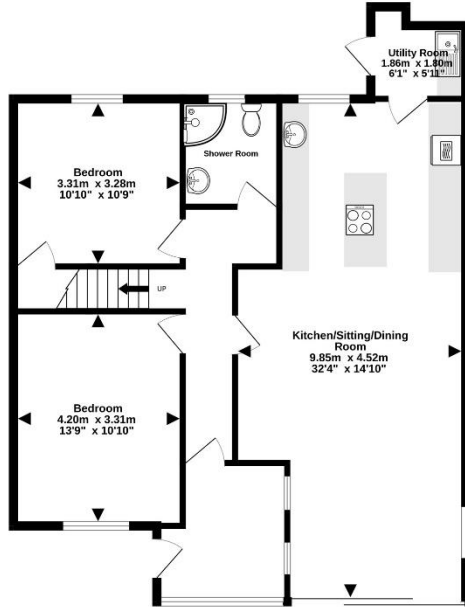 Utility Room
1.86m x 1.80m
6'1" x 5'11"
Bedroom
3.31m x 3.28m
10'10" x 10'9"
Shower Room
UP
Kitchen/Sitting/Dining
Room
9.85m x 4.52m
32'4" x 14'10"
Bedroom
4.20m x 3.31m
13'9" x 10'10"